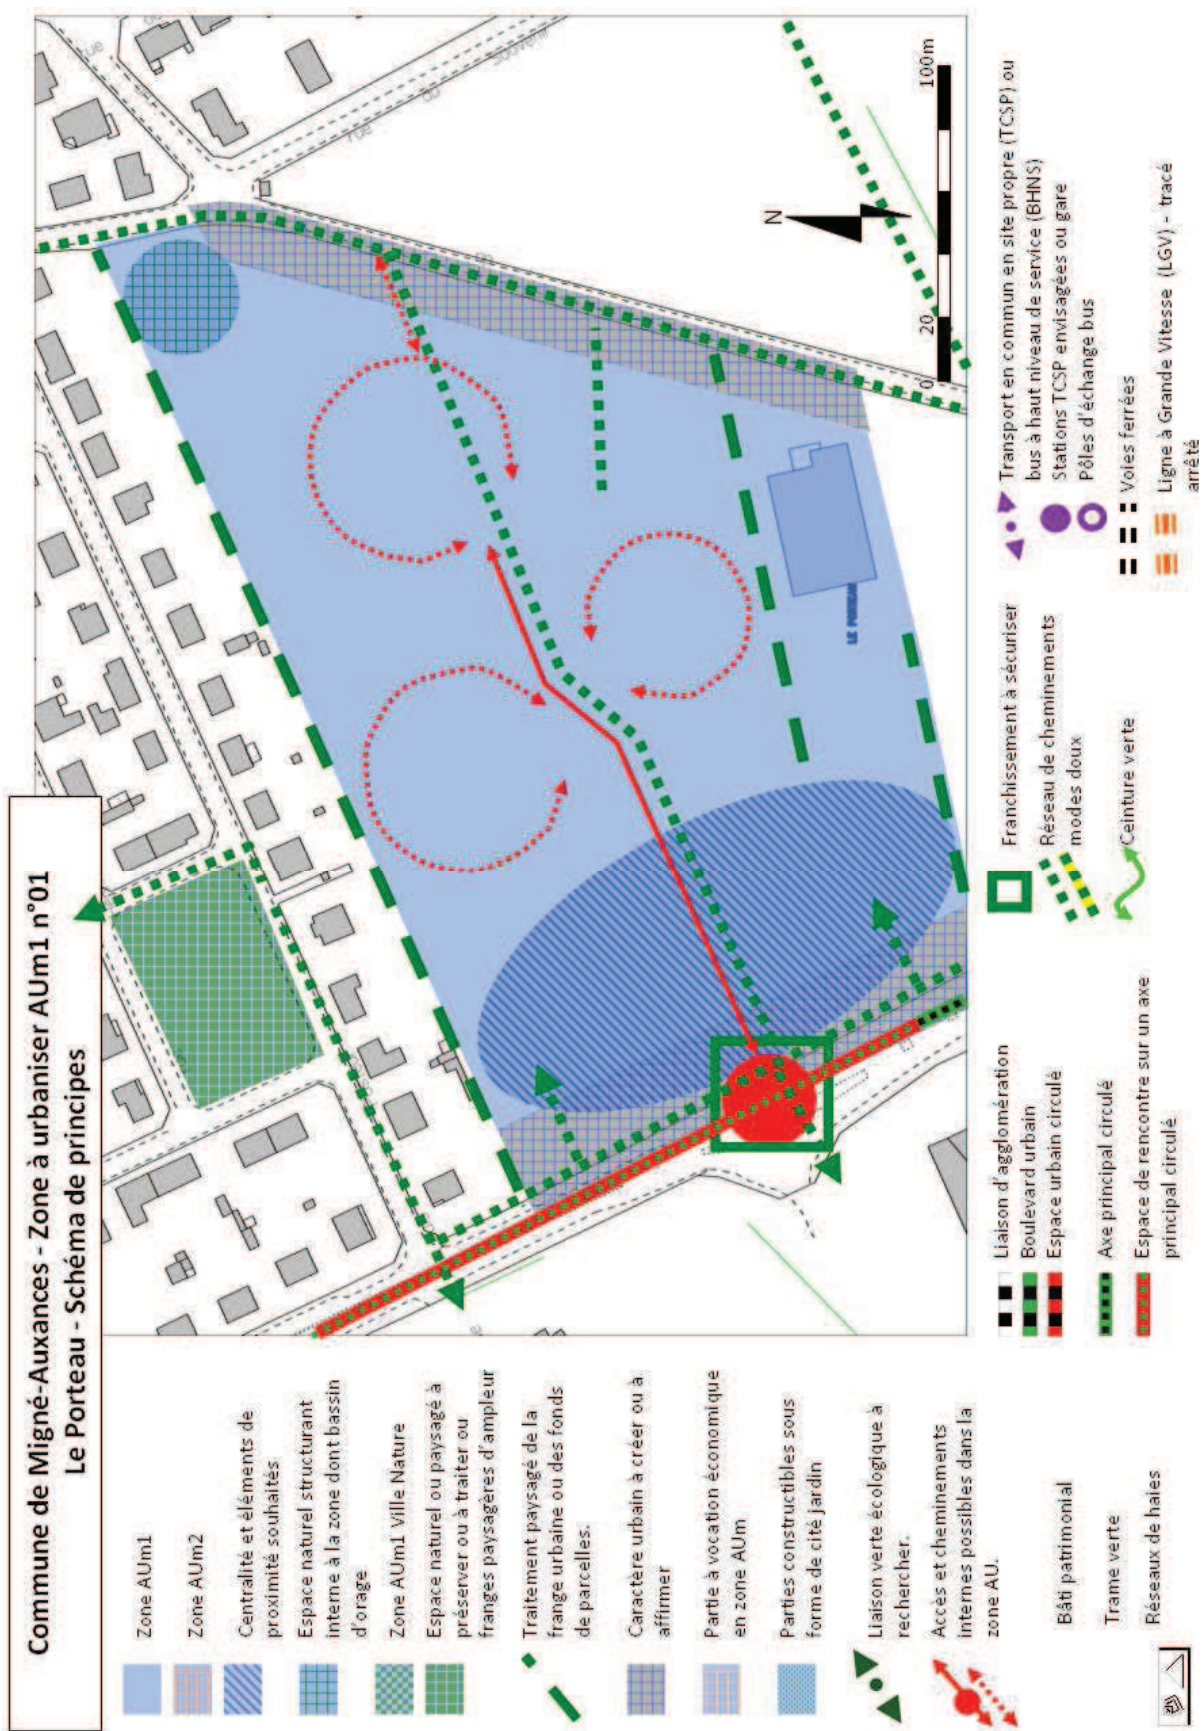 Commune de Migné-Auxances - Zone à urbaniser AUm1 n°01
Le Porteau - Schéma de principes
rue
du
Souvenir
N
0
20
100m
LE PORTEAU
Zone AUm1
Zone AUm2
Centralité et éléments de
proximité souhaités
Espace naturel structurant
interne à la zone dont bassin
d'orage
Zone AUm1 Ville Nature
Espace naturel ou paysagé à
préserver ou à traiter ou
franges paysagères d'ampleur
Traitement paysagé de la
frange urbaine ou des fonds
de parcelles.
Caractère urbain à créer ou à
affirmer
Partie à vocation économique
en zone AUm
Parties constructibles sous
forme de cité jardin
Liaison verte écologique à
rechercher.
Accès et cheminements
internes possibles dans la
zone AU.
Bâti patrimonial
Trame verte
Réseaux de haies
Liaison d'agglomération
Boulevard urbain
Espace urbain circulé
Axe principal circulé
Espace de rencontre sur un axe
principal circulé
Franchissement à sécuriser
Réseau de cheminements
modes doux
Ceinture verte
Transport en commun en site propre (TCSP) ou
bus à haut niveau de service (BHNS)
Stations TCSP envisagées ou gare
Pôles d'échange bus
Voies ferrées
Ligne à Grande Vitesse (LGV) - tracé
arrêté